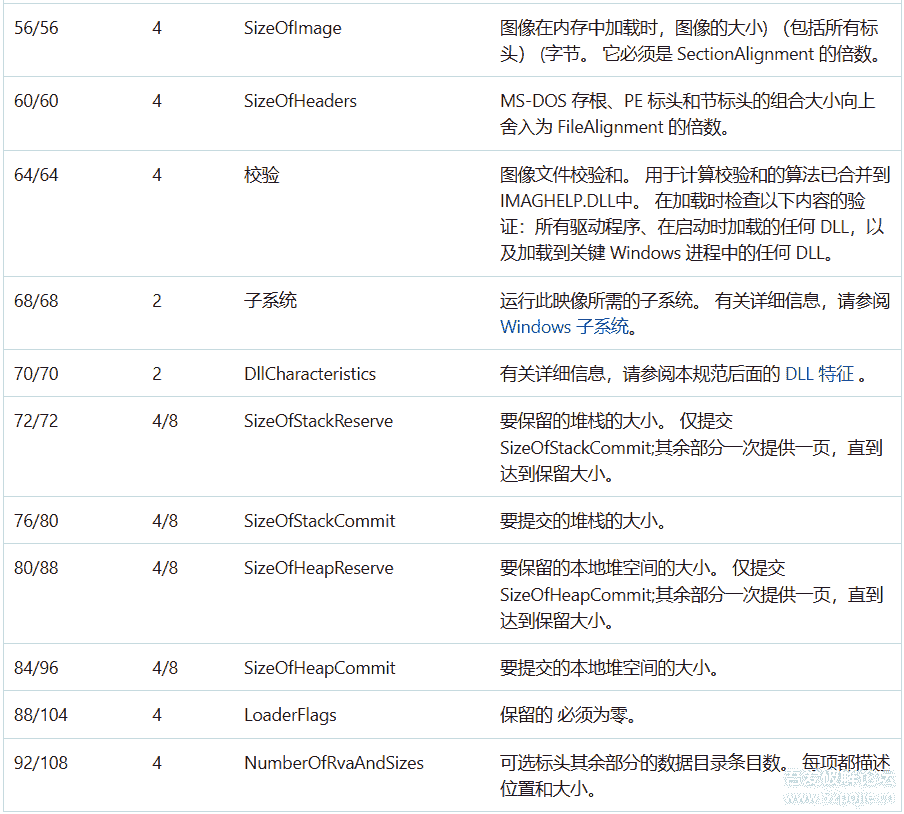 56/56 4 SizeOfImage 图像在内存中加载时，图像的大小) （包括所有标
头） (字节。 它必须是 SectionAlignment 的倍数。
60/60 4 SizeOfHeaders MS-DOS 存根、PE 标头和节标头的组合大小向上
舍入为 FileAlignment 的倍数。
64/64 4 校验 图像文件校验和。 用于计算校验和的算法已合并到
IMAGHELP.DLL中。 在加载时检查以下内容的验
证：所有驱动程序、在启动时加载的任何 DLL，以
及加载到关键 Windows 进程中的任何 DLL。
68/68 2 子系统 运行此映像所需的子系统。 有关详细信息，请参阅
Windows 子系统。
70/70 2 DllCharacteristics 有关详细信息，请参阅本规范后面的 DLL 特征 。
72/72 4/8 SizeOfStackReserve 要保留的堆栈的大小。 仅提交
SizeOfStackCommit;其余部分一次提供一页，直到
达到保留大小。
76/80 4/8 SizeOfStackCommit 要提交的堆栈的大小。
80/88 4/8 SizeOfHeapReserve 要保留的本地堆空间的大小。 仅提交
SizeOfHeapCommit;其余部分一次提供一页，直到
达到保留大小。
84/96 4/8 SizeOfHeapCommit 要提交的本地堆空间的大小。
88/104 4 LoaderFlags 保留的 必须为零。
92/108 4 NumberOfRvaAndSizes 可选标头其余部分的数据目录条目数。 每项都描述
位置和大小。
吾爱破解论坛
www.52pojie.cn